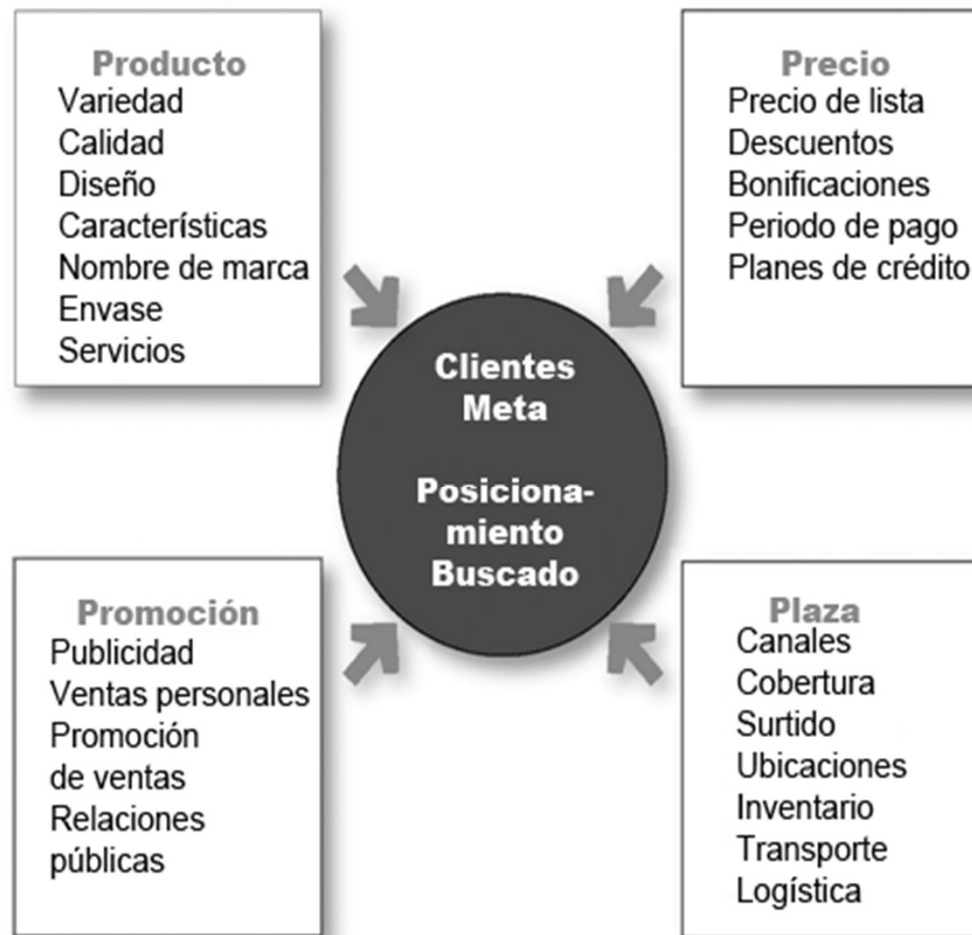 Producto
Variedad
Calidad
Diseño
Características
Nombre de marca
Envase
Servicios
Precio
Precio de lista
Descuentos
Bonificaciones
Periodo de pago
Planes de crédito
Clientes
Meta
Posiciona-
miento
Buscado
Promoción
Publicidad
Ventas personales
Promoción
de ventas
Relaciones
públicas
Plaza
Canales
Cobertura
Surtido
Ubicaciones
Inventario
Transporte
Logística